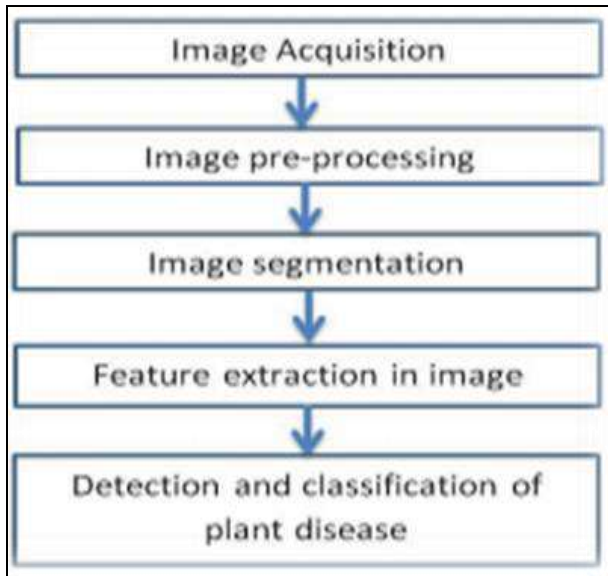 Image Acquisition
Image pre-processing
Image segmentation
Feature extraction in image
Detection and classification of
plant disease